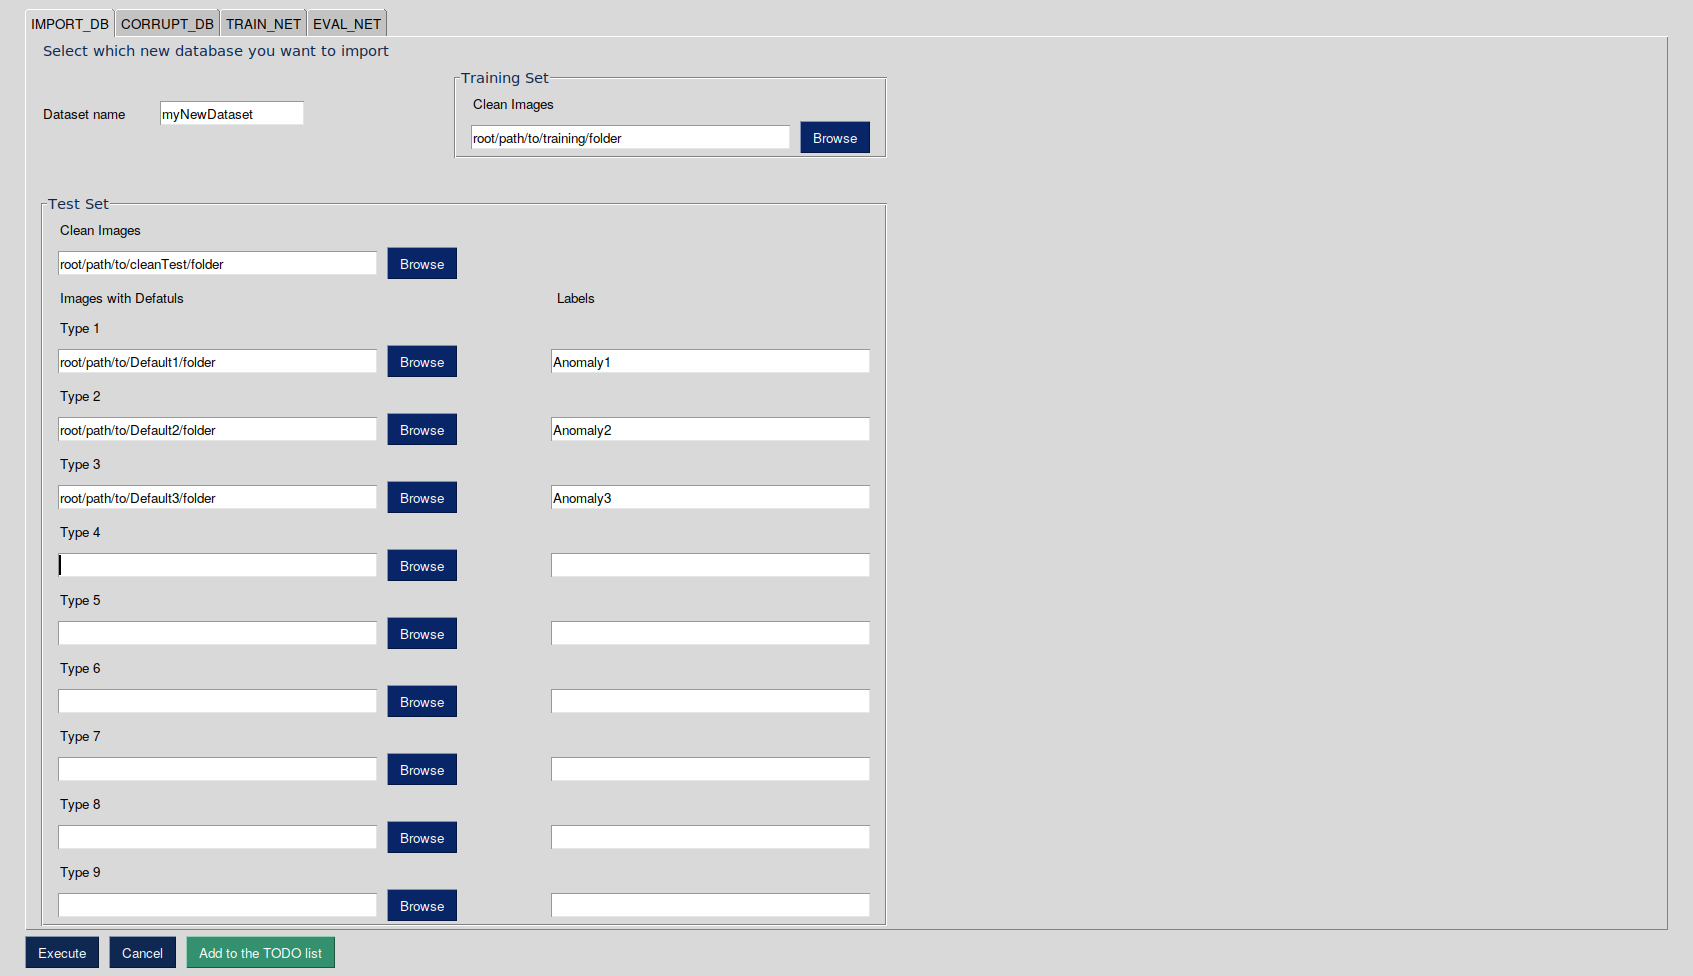 IMPORT_DB CORRUPT_DB TRAIN_NET EVAL_NET
Select which new database you want to import
Training Set
Clean Images
Dataset name myNewDataset
root/path/to/training/folder Browse
Test Set
Clean Images
root/path/to/cleanTest/folder Browse
Images with Defatuls Labels
Type 1
root/path/to/Default1/folder Browse Anomaly1
Type 2
root/path/to/Default2/folder Browse Anomaly2
Type 3
root/path/to/Default3/folder Browse Anomaly3
Type 4
Browse
Type 5
Browse
Type 6
Browse
Type 7
Browse
Type 8
Browse
Type 9
Browse
Execute Cancel Add to the TODO list